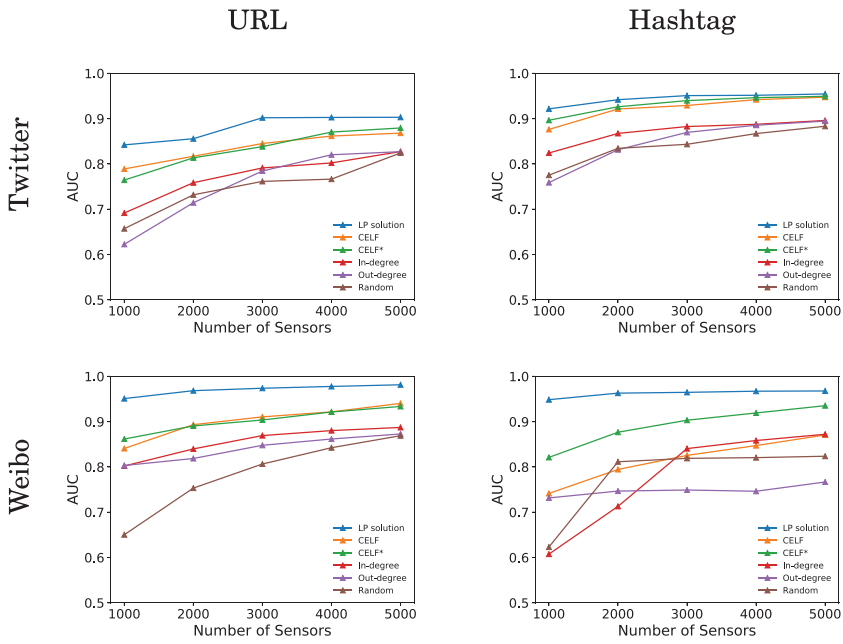 URL
Hashtag
Twitter
AUC
1.0
0.9
0.8
0.7
0.6
0.5
LP solution
CELF
CELF*
In-degree
Out-degree
Random
1000 2000 3000 4000 5000
Number of Sensors
AUC
1.0
0.9
0.8
0.7
0.6
0.5
LP solution
CELF
CELF*
In-degree
Out-degree
Random
1000 2000 3000 4000 5000
Number of Sensors
Weibo
AUC
1.0
0.9
0.8
0.7
0.6
0.5
LP solution
CELF
CELF*
In-degree
Out-degree
Random
1000 2000 3000 4000 5000
Number of Sensors
AUC
1.0
0.9
0.8
0.7
0.6
0.5
LP solution
CELF
CELF*
In-degree
Out-degree
Random
1000 2000 3000 4000 5000
Number of Sensors